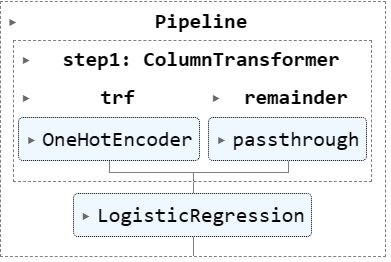 Pipeline
step1: ColumnTransformer
trf remainder
OneHotEncoder passthrough
LogisticRegression